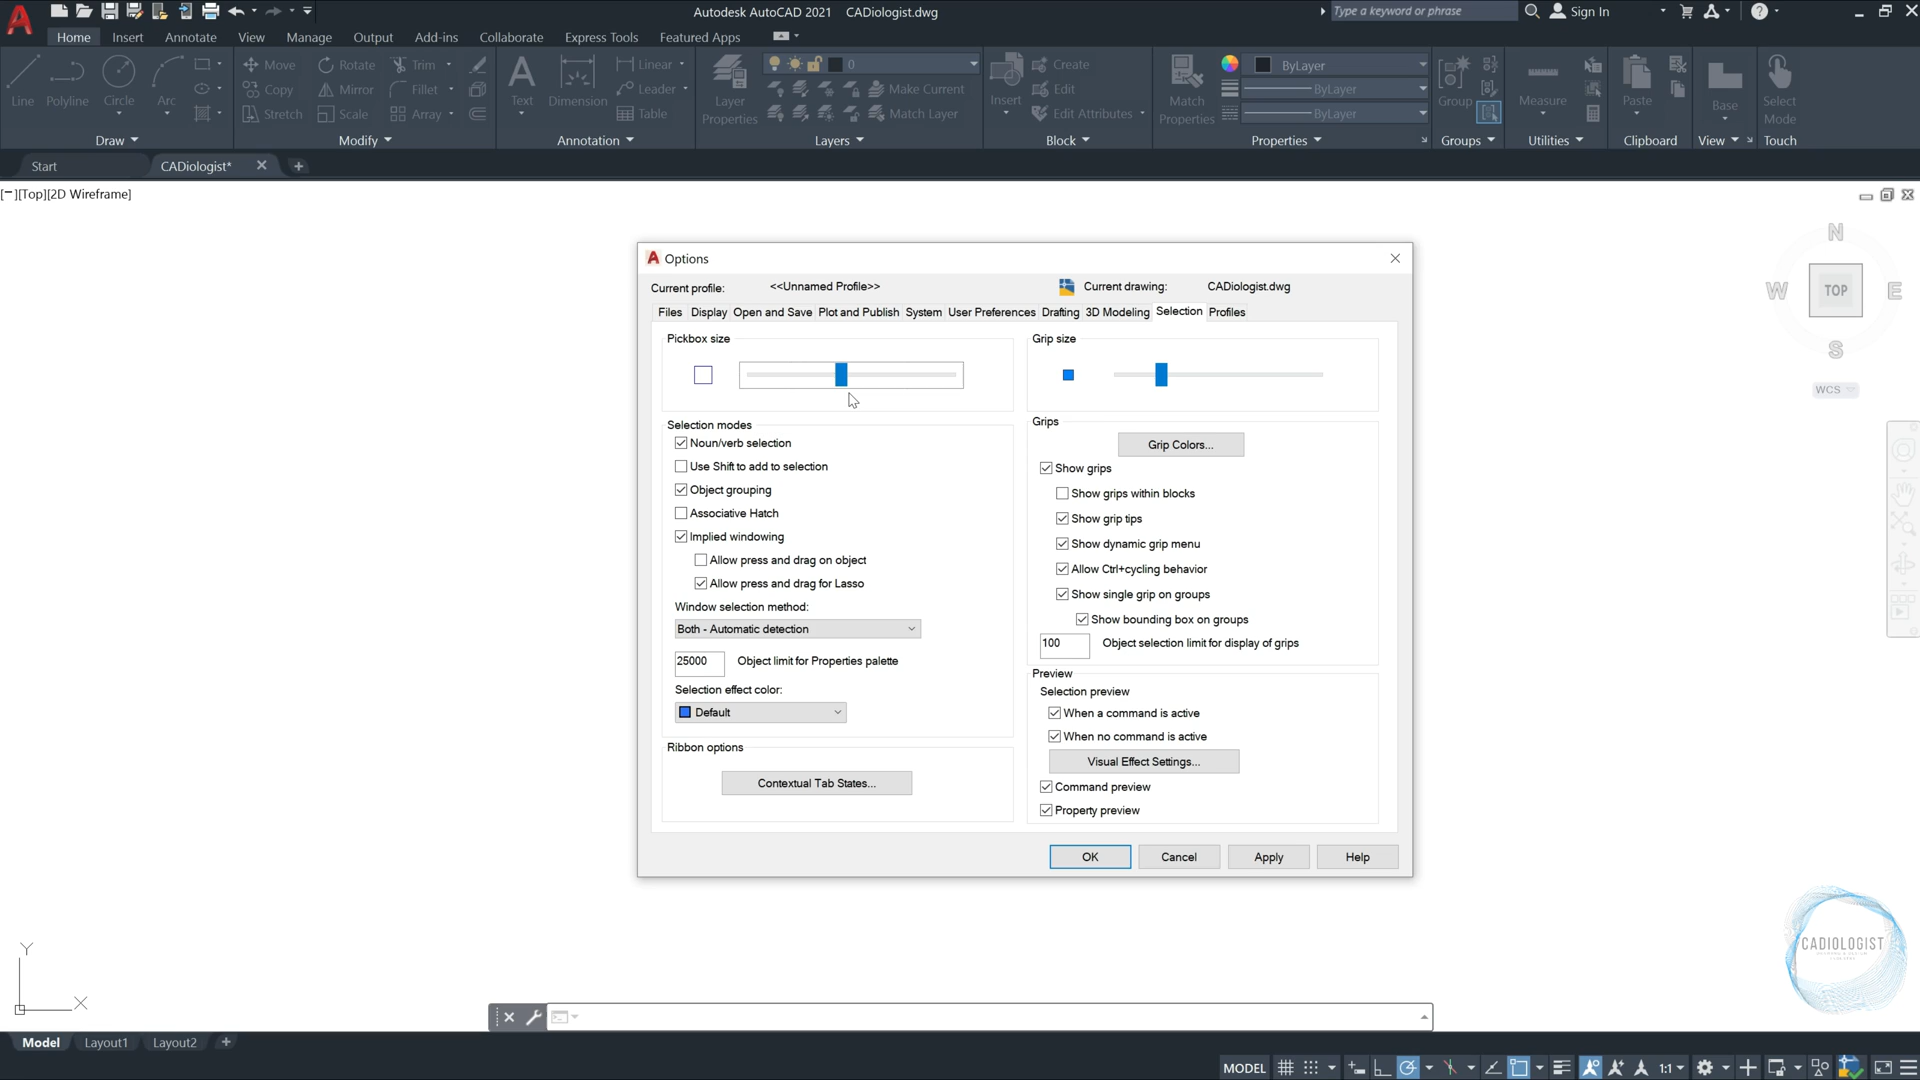 Autodesk AutoCAD 2021 CADiologist.dwg
Type a keyword or phrase
Sign In
Home Insert Annotate View Manage Output Add-ins Collaborate Express Tools Featured Apps
Line Polyline Circle Arc
Draw
Move Rotate Trim
Copy Mirror Fillet
Stretch Scale Array
Modify
Text Dimension
Linear
Leader
Table
Annotation
Layer Properties
0
Make Current
Match Layer
Layers
Insert
Create
Edit
Edit Attributes
Block
Match Properties
ByLayer
ByLayer
ByLayer
Properties
Group
Groups
Measure
Utilities
Paste
Clipboard
Base
View
Select Mode
Touch
Start CADiologist*
[−][Top][2D Wireframe]
N
W TOP E
S
WCS
Options
Current profile: <<Unnamed Profile>> Current drawing: CADiologist.dwg
Files Display Open and Save Plot and Publish System User Preferences Drafting 3D Modeling Selection Profiles
Pickbox size
Selection modes
Noun/verb selection
Use Shift to add to selection
Object grouping
Associative Hatch
Implied windowing
Allow press and drag on object
Allow press and drag for Lasso
Window selection method:
Both - Automatic detection
25000 Object limit for Properties palette
Selection effect color:
Default
Ribbon options
Contextual Tab States...
Grip size
Grips
Grip Colors...
Show grips
Show grips within blocks
Show grip tips
Show dynamic grip menu
Allow Ctrl+cycling behavior
Show single grip on groups
Show bounding box on groups
100 Object selection limit for display of grips
Preview
Selection preview
When a command is active
When no command is active
Visual Effect Settings...
Command preview
Property preview
OK Cancel Apply Help
CADIOLOGIST
Y
X
Model Layout1 Layout2
MODEL 1:1